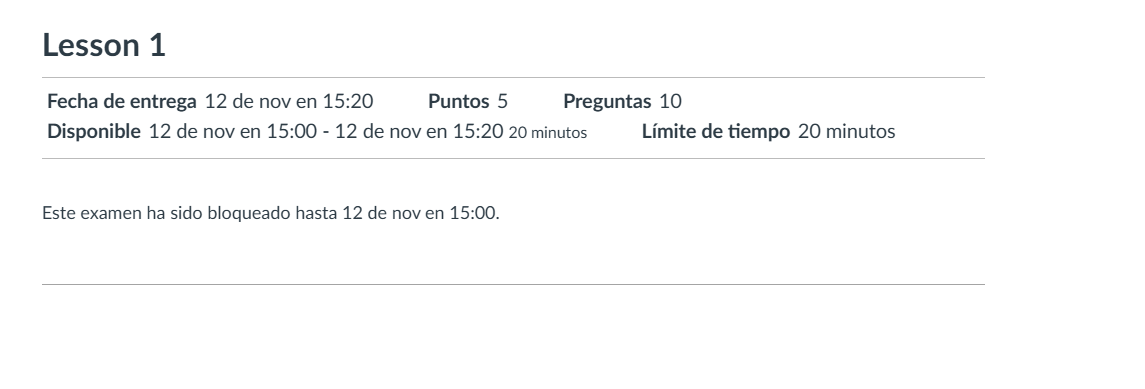 Lesson 1
Fecha de entrega 12 de nov en 15:20 Puntos 5 Preguntas 10
Disponible 12 de nov en 15:00 - 12 de nov en 15:20 20 minutos Límite de tiempo 20 minutos
Este examen ha sido bloqueado hasta 12 de nov en 15:00.